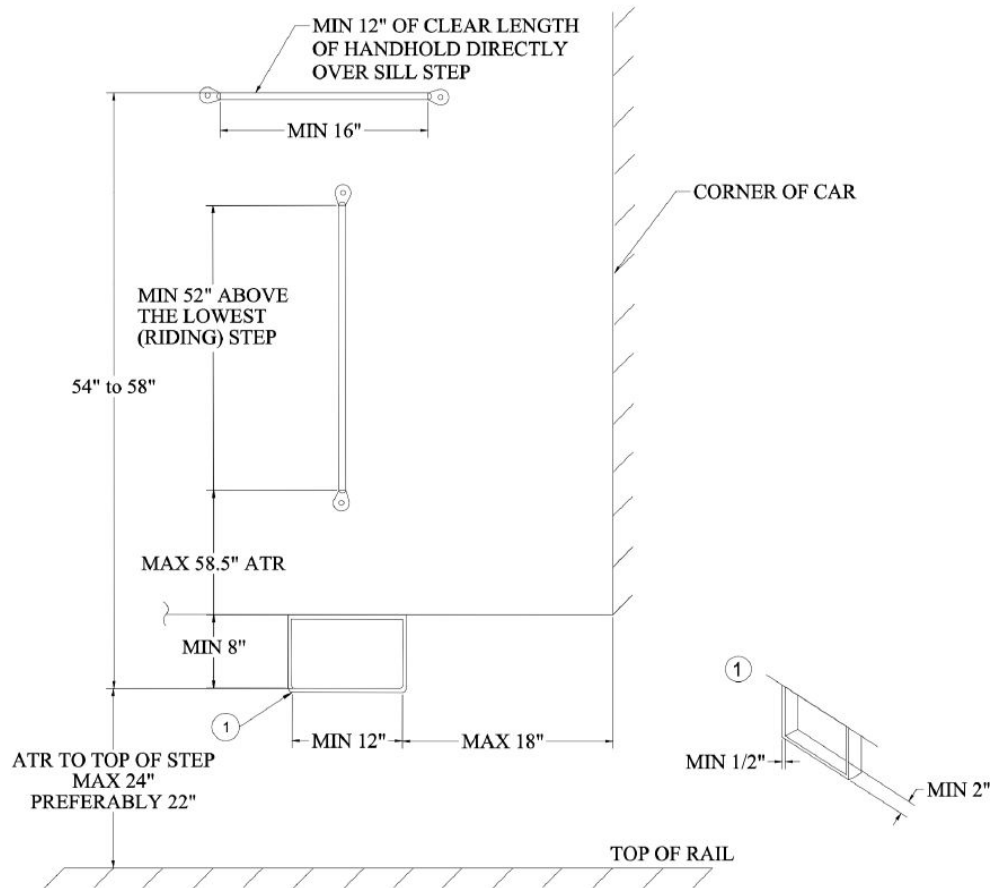 MIN 12" OF CLEAR LENGTH
OF HANDHOLD DIRECTLY
OVER SILL STEP
MIN 16"
CORNER OF CAR
MIN 52" ABOVE
THE LOWEST
(RIDING) STEP
54" to 58"
MAX 58.5" ATR
MIN 8"
1
1
MIN 12"
MAX 18"
ATR TO TOP OF STEP
MAX 24"
PREFERABLY 22"
MIN 1/2"
MIN 2"
TOP OF RAIL